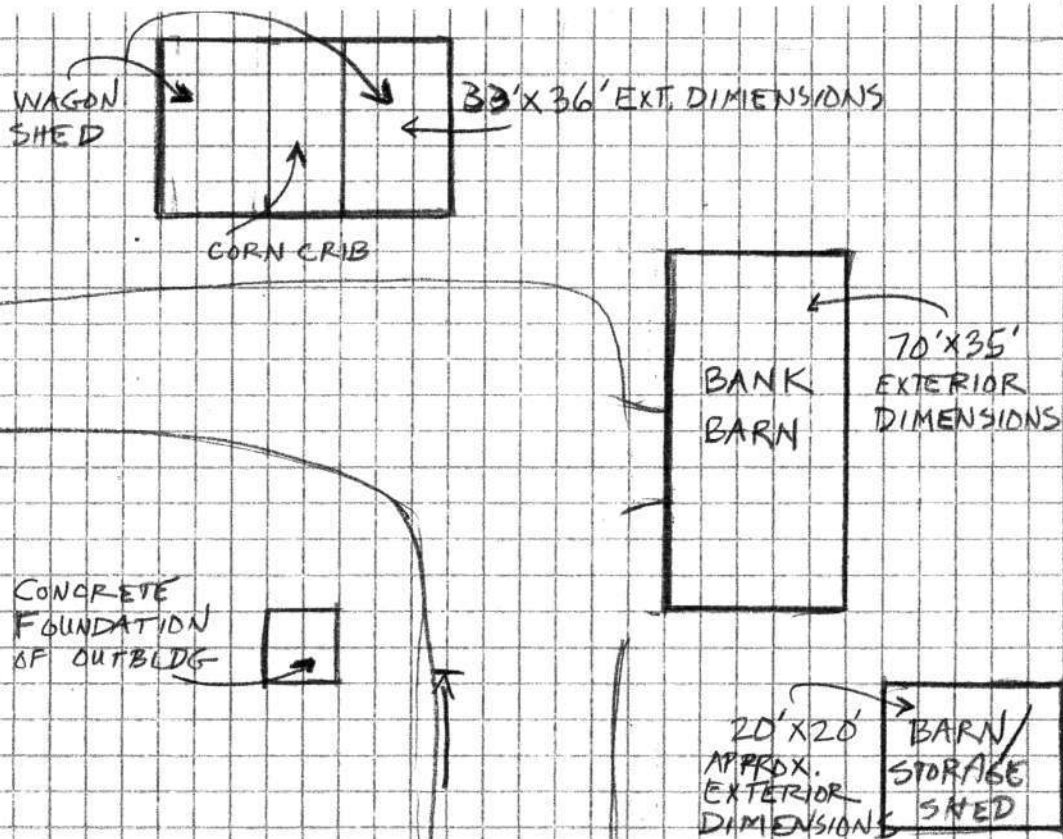 WAGON
SHED
33'X36' EXT. DIMENSIONS
CORN CRIB
BANK
BARN
70'X35'
EXTERIOR
DIMENSIONS
CONCRETE
FOUNDATION
OF OUTBLDG
20'X20'
APPROX.
EXTERIOR
DIMENSIONS
BARN/
STORAGE
SHED